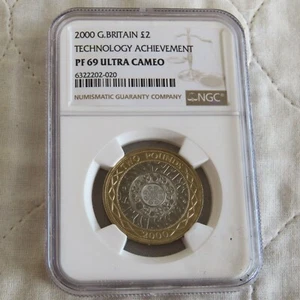 2000 G.BRITAIN £2
TECHNOLOGY ACHIEVEMENT
PF 69 ULTRA CAMEO
6322202-020
NUMISMATIC GUARANTY COMPANY
NGC
TWO POUNDS
2000